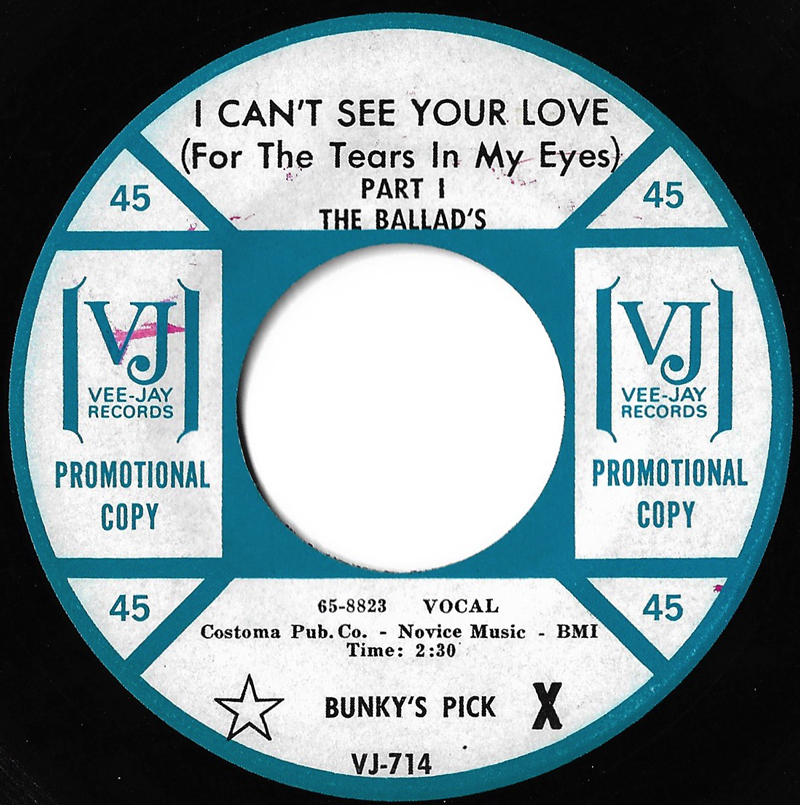 I CAN'T SEE YOUR LOVE
(For The Tears In My Eyes)
PART I
THE BALLAD'S
45
45
VJ
VEE-JAY
RECORDS
PROMOTIONAL
COPY
VJ
VEE-JAY
RECORDS
PROMOTIONAL
COPY
45
45
65-8823 VOCAL
Costoma Pub. Co. - Novice Music - BMI
Time: 2:30
BUNKY'S PICK X
VJ-714